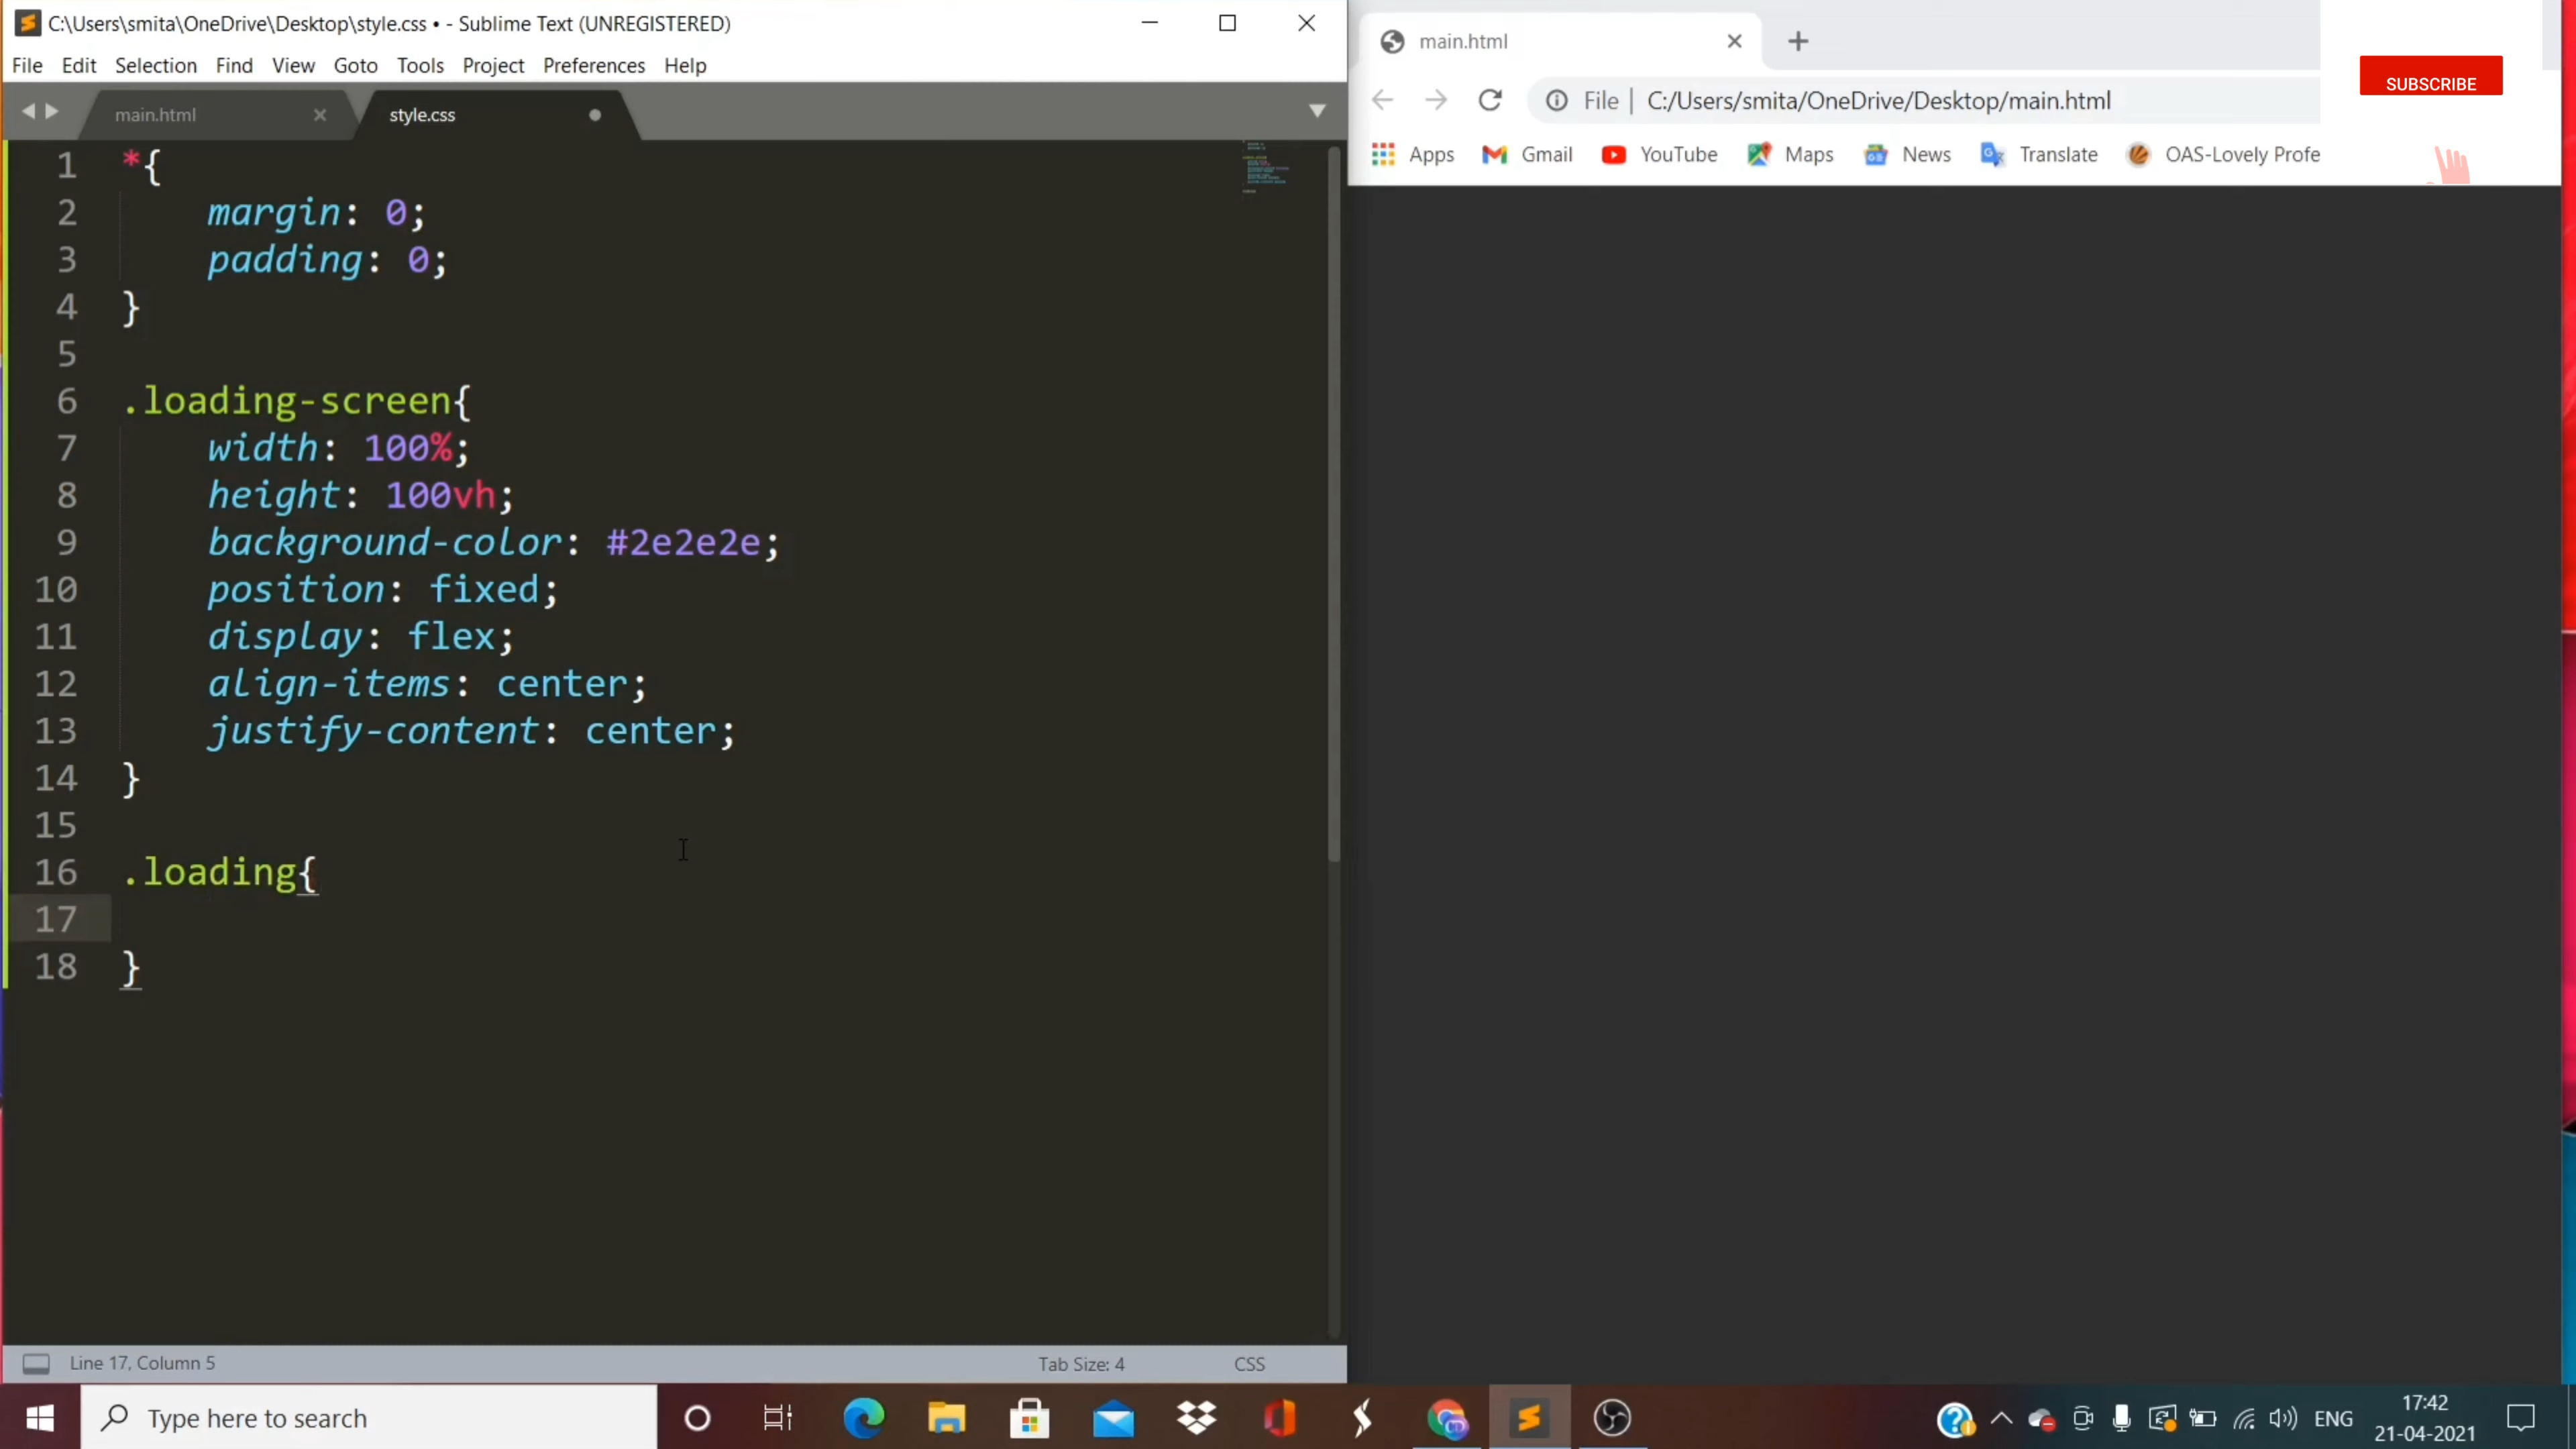 C:\Users\smita\OneDrive\Desktop\style.css • - Sublime Text (UNREGISTERED)
File Edit Selection Find View Goto Tools Project Preferences Help
main.html
style.css
1 *{
2 margin: 0;
3 padding: 0;
4 }
5
6 .loading-screen{
7 width: 100%;
8 height: 100vh;
9 background-color: #2e2e2e;
10 position: fixed;
11 display: flex;
12 align-items: center;
13 justify-content: center;
14 }
15
16 .loading{
17
18 }
Line 17, Column 5
Tab Size: 4
CSS
main.html
File | C:/Users/smita/OneDrive/Desktop/main.html
Apps Gmail YouTube Maps News Translate OAS-Lovely Profe
SUBSCRIBE
Type here to search
ENG
17:42
21-04-2021